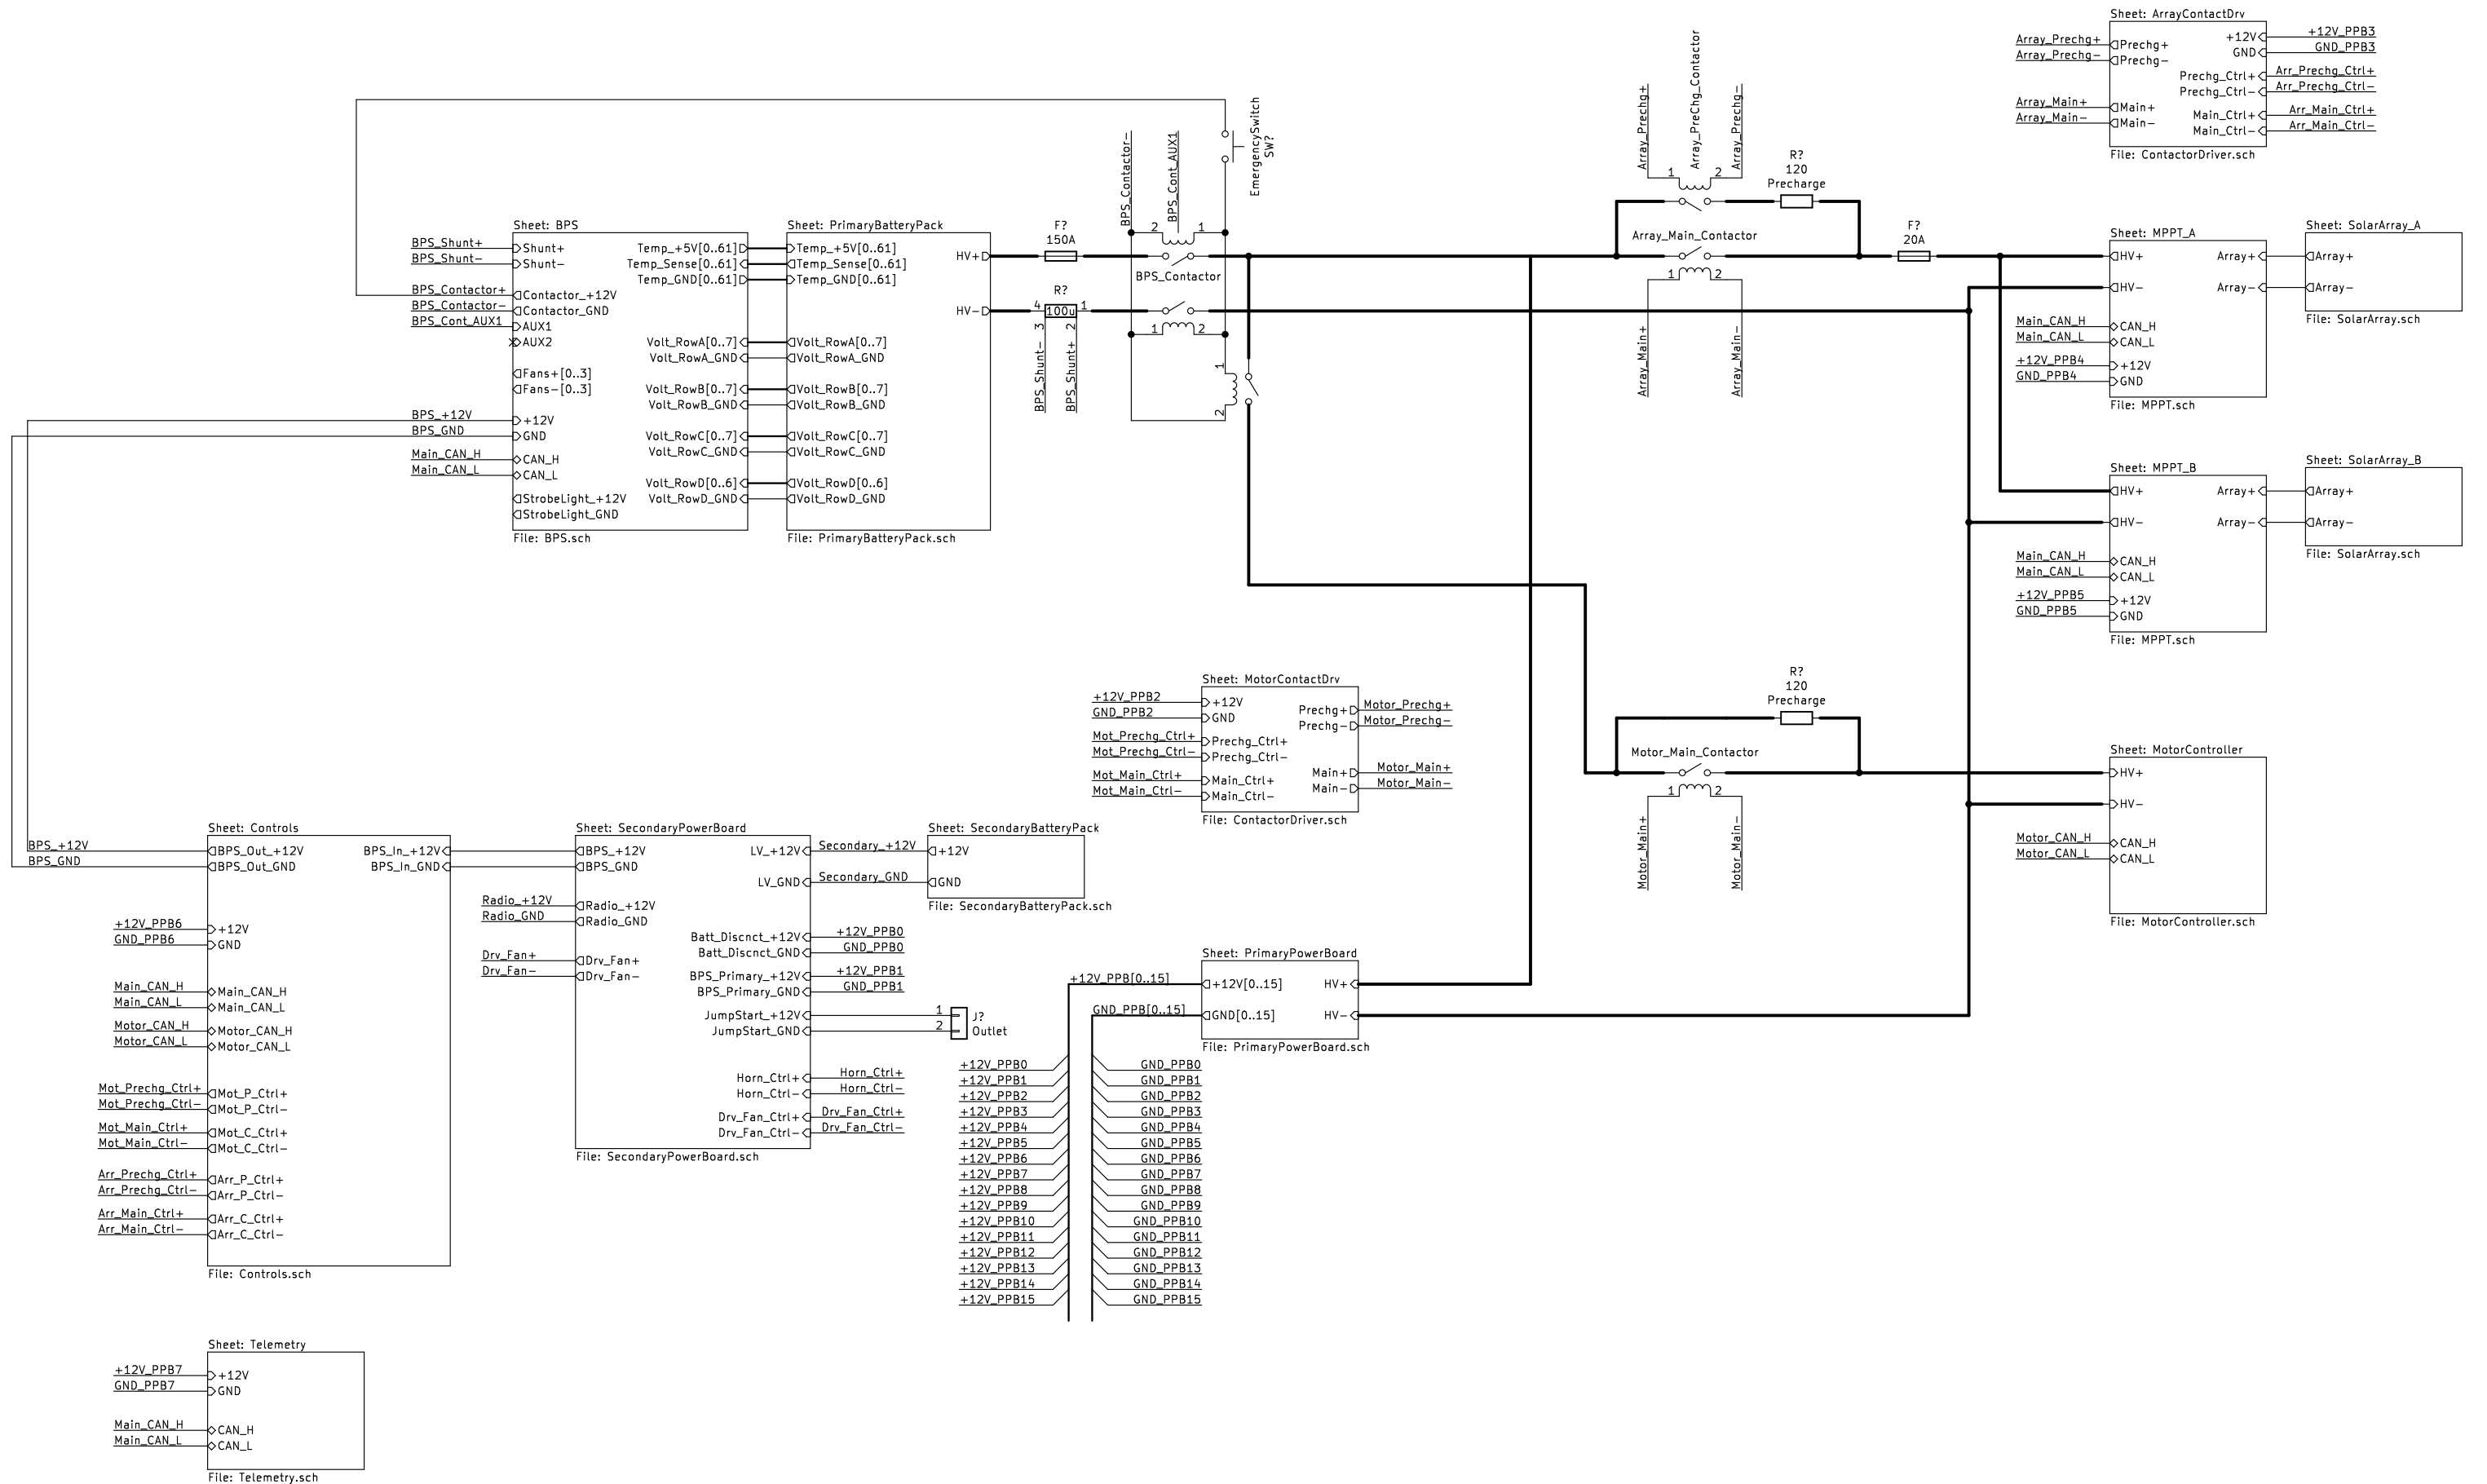 Sheet: ArrayContactDrv
Array_Prechg+
Array_Prechg-
Array_Main+
Array_Main-
Prechg+
Prechg-
Main+
Main-
+12V
GND
Prechg_Ctrl+
Prechg_Ctrl-
Main_Ctrl+
Main_Ctrl-
+12V_PPB3
GND_PPB3
Arr_Prechg_Ctrl+
Arr_Prechg_Ctrl-
Arr_Main_Ctrl+
Arr_Main_Ctrl-
File: ContactorDriver.sch
Sheet: BPS
BPS_Shunt+
BPS_Shunt-
BPS_Contactor+
BPS_Contactor-
BPS_Cont_AUX1
BPS_+12V
BPS_GND
Main_CAN_H
Main_CAN_L
Shunt+
Shunt-
Contactor_+12V
Contactor_GND
AUX1
AUX2
Fans+[0..3]
Fans-[0..3]
+12V
GND
CAN_H
CAN_L
StrobeLight_+12V
StrobeLight_GND
Temp_+5V[0..61]
Temp_Sense[0..61]
Temp_GND[0..61]
Volt_RowA[0..7]
Volt_RowA_GND
Volt_RowB[0..7]
Volt_RowB_GND
Volt_RowC[0..7]
Volt_RowC_GND
Volt_RowD[0..6]
Volt_RowD_GND
File: BPS.sch
Sheet: PrimaryBatteryPack
Temp_+5V[0..61]
Temp_Sense[0..61]
Temp_GND[0..61]
Volt_RowA[0..7]
Volt_RowA_GND
Volt_RowB[0..7]
Volt_RowB_GND
Volt_RowC[0..7]
Volt_RowC_GND
Volt_RowD[0..6]
Volt_RowD_GND
HV+
HV-
File: PrimaryBatteryPack.sch
F?
150A
R?
4
100u
1
3
2
BPS_Shunt-
BPS_Shunt+
BPS_Contactor-
BPS_Cont_AUX1
EmergencySwitch
SW?
2
1
BPS_Contactor
1
2
1
2
Array_Prechg+
Array_PreChg_Contactor
Array_Prechg-
1
2
R?
120
Precharge
Array_Main_Contactor
1
2
Array_Main+
Array_Main-
F?
20A
Sheet: MPPT_A
HV+
HV-
Main_CAN_H
Main_CAN_L
+12V_PPB4
GND_PPB4
CAN_H
CAN_L
+12V
GND
Array+
Array-
File: MPPT.sch
Sheet: SolarArray_A
Array+
Array-
File: SolarArray.sch
Sheet: MPPT_B
HV+
HV-
Main_CAN_H
Main_CAN_L
+12V_PPB5
GND_PPB5
CAN_H
CAN_L
+12V
GND
Array+
Array-
File: MPPT.sch
Sheet: SolarArray_B
Array+
Array-
File: SolarArray.sch
Sheet: MotorContactDrv
+12V_PPB2
GND_PPB2
Mot_Prechg_Ctrl+
Mot_Prechg_Ctrl-
Mot_Main_Ctrl+
Mot_Main_Ctrl-
+12V
GND
Prechg_Ctrl+
Prechg_Ctrl-
Main_Ctrl+
Main_Ctrl-
Prechg+
Prechg-
Main+
Main-
Motor_Prechg+
Motor_Prechg-
Motor_Main+
Motor_Main-
File: ContactorDriver.sch
R?
120
Precharge
Motor_Main_Contactor
1
2
Motor_Main+
Motor_Main-
Sheet: MotorController
HV+
HV-
Motor_CAN_H
Motor_CAN_L
CAN_H
CAN_L
File: MotorController.sch
Sheet: Controls
BPS_+12V
BPS_GND
+12V_PPB6
GND_PPB6
Main_CAN_H
Main_CAN_L
Motor_CAN_H
Motor_CAN_L
Mot_Prechg_Ctrl+
Mot_Prechg_Ctrl-
Mot_Main_Ctrl+
Mot_Main_Ctrl-
Arr_Prechg_Ctrl+
Arr_Prechg_Ctrl-
Arr_Main_Ctrl+
Arr_Main_Ctrl-
BPS_Out_+12V
BPS_Out_GND
+12V
GND
Main_CAN_H
Main_CAN_L
Motor_CAN_H
Motor_CAN_L
Mot_P_Ctrl+
Mot_P_Ctrl-
Mot_C_Ctrl+
Mot_C_Ctrl-
Arr_P_Ctrl+
Arr_P_Ctrl-
Arr_C_Ctrl+
Arr_C_Ctrl-
BPS_In_+12V
BPS_In_GND
File: Controls.sch
Sheet: SecondaryPowerBoard
Radio_+12V
Radio_GND
Drv_Fan+
Drv_Fan-
BPS_+12V
BPS_GND
Radio_+12V
Radio_GND
Drv_Fan+
Drv_Fan-
LV_+12V
LV_GND
Batt_Discnct_+12V
Batt_Discnct_GND
BPS_Primary_+12V
BPS_Primary_GND
JumpStart_+12V
JumpStart_GND
Horn_Ctrl+
Horn_Ctrl-
Drv_Fan_Ctrl+
Drv_Fan_Ctrl-
Secondary_+12V
Secondary_GND
+12V_PPB0
GND_PPB0
+12V_PPB1
GND_PPB1
1
2
J?
Outlet
Horn_Ctrl+
Horn_Ctrl-
Drv_Fan_Ctrl+
Drv_Fan_Ctrl-
File: SecondaryPowerBoard.sch
Sheet: SecondaryBatteryPack
+12V
GND
File: SecondaryBatteryPack.sch
Sheet: PrimaryPowerBoard
+12V_PPB[0..15]
GND_PPB[0..15]
+12V[0..15]
GND[0..15]
HV+
HV-
File: PrimaryPowerBoard.sch
+12V_PPB0
GND_PPB0
+12V_PPB1
GND_PPB1
+12V_PPB2
GND_PPB2
+12V_PPB3
GND_PPB3
+12V_PPB4
GND_PPB4
+12V_PPB5
GND_PPB5
+12V_PPB6
GND_PPB6
+12V_PPB7
GND_PPB7
+12V_PPB8
GND_PPB8
+12V_PPB9
GND_PPB9
+12V_PPB10
GND_PPB10
+12V_PPB11
GND_PPB11
+12V_PPB12
GND_PPB12
+12V_PPB13
GND_PPB13
+12V_PPB14
GND_PPB14
+12V_PPB15
GND_PPB15
Sheet: Telemetry
+12V_PPB7
GND_PPB7
Main_CAN_H
Main_CAN_L
+12V
GND
CAN_H
CAN_L
File: Telemetry.sch